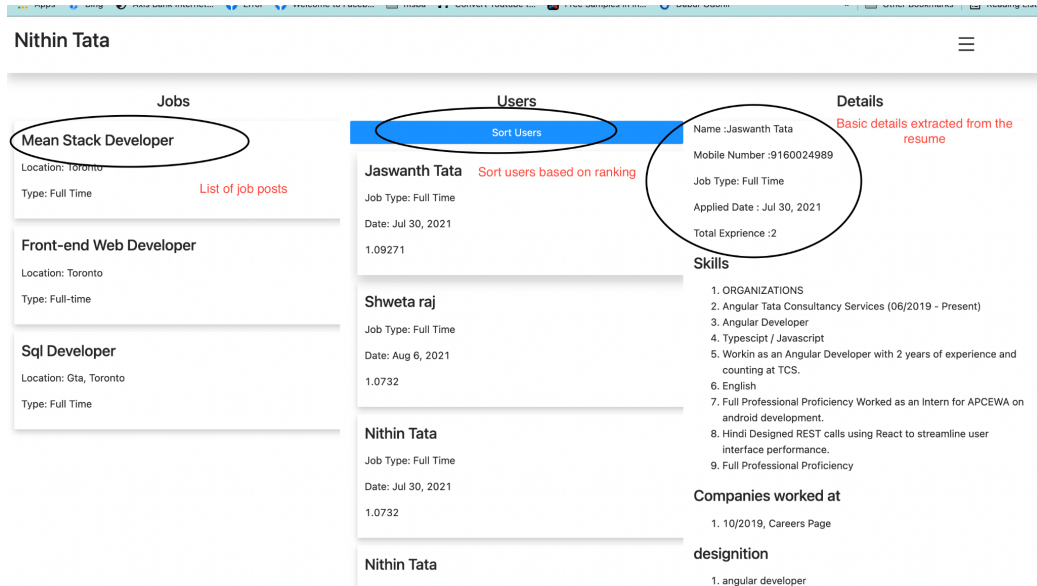 Nithin Tata
Jobs
Mean Stack Developer
Location: Toronto
Type: Full Time
List of job posts
Front-end Web Developer
Location: Toronto
Type: Full-time
Sql Developer
Location: Gta, Toronto
Type: Full Time
Users
Sort Users
Jaswanth Tata
Sort users based on ranking
Job Type: Full Time
Date: Jul 30, 2021
1.09271
Shweta raj
Job Type: Full Time
Date: Aug 6, 2021
1.0732
Nithin Tata
Job Type: Full Time
Date: Jul 30, 2021
1.0732
Nithin Tata
Details
Basic details extracted from the
resume
Name :Jaswanth Tata
Mobile Number :9160024989
Job Type: Full Time
Applied Date : Jul 30, 2021
Total Exprience :2
Skills
1. ORGANIZATIONS
2. Angular Tata Consultancy Services (06/2019 - Present)
3. Angular Developer
4. Typescipt / Javascript
5. Workin as an Angular Developer with 2 years of experience and
counting at TCS.
6. English
7. Full Professional Proficiency Worked as an Intern for APCEWA on
android development.
8. Hindi Designed REST calls using React to streamline user
interface performance.
9. Full Professional Proficiency
Companies worked at
1. 10/2019, Careers Page
designition
1. angular developer